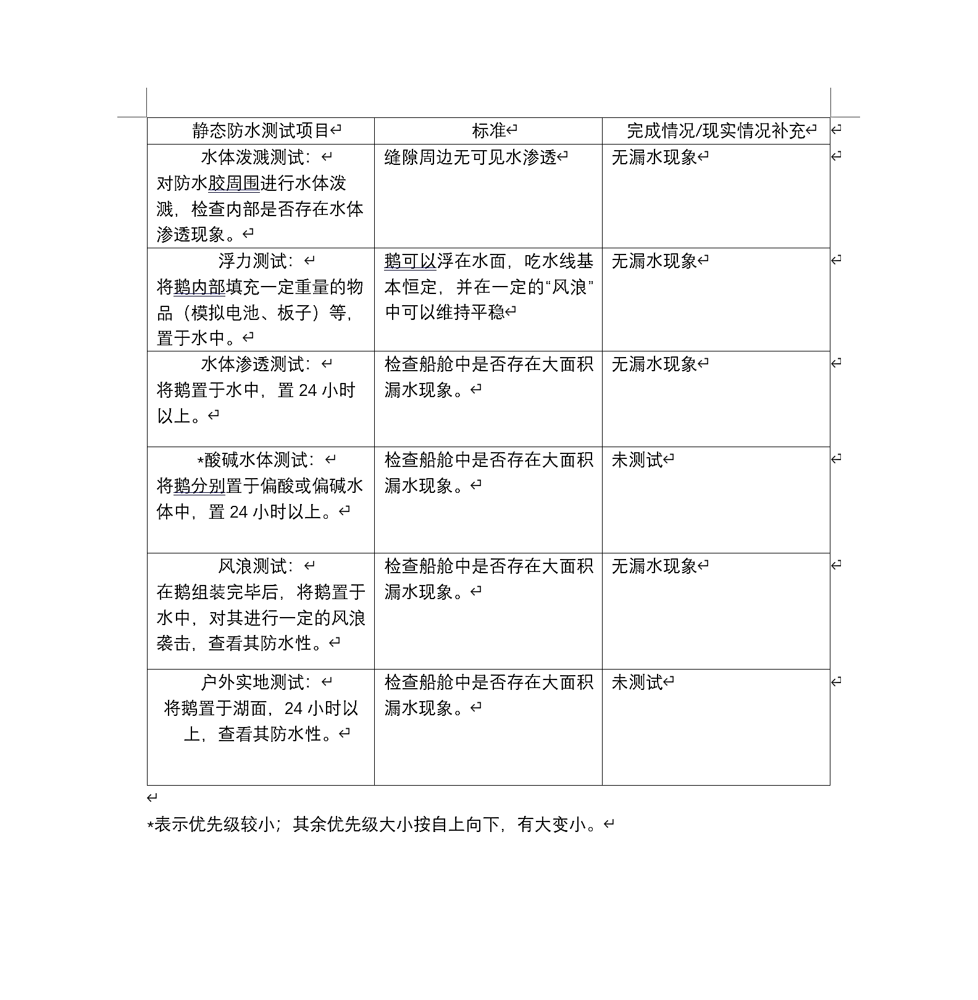 静态防水测试项目
标准
完成情况/现实情况补充
水体泼溅测试：
对防水胶周围进行水体泼
溅，检查内部是否存在水体
渗透现象。
缝隙周边无可见水渗透
无漏水现象
浮力测试：
将鹅内部填充一定重量的物
品（模拟电池、板子）等，
置于水中。
鹅可以浮在水面，吃水线基
本恒定，并在一定的“风浪”
中可以维持平稳
无漏水现象
水体渗透测试：
将鹅置于水中，置 24 小时
以上。
检查船舱中是否存在大面积
漏水现象。
无漏水现象
*酸碱水体测试：
将鹅分别置于偏酸或偏碱水
体中，置 24 小时以上。
检查船舱中是否存在大面积
漏水现象。
未测试
风浪测试：
在鹅组装完毕后，将鹅置于
水中，对其进行一定的风浪
袭击，查看其防水性。
检查船舱中是否存在大面积
漏水现象。
无漏水现象
户外实地测试：
将鹅置于湖面，24 小时以
上，查看其防水性。
检查船舱中是否存在大面积
漏水现象。
未测试
*表示优先级较小；其余优先级大小按自上向下，有大变小。